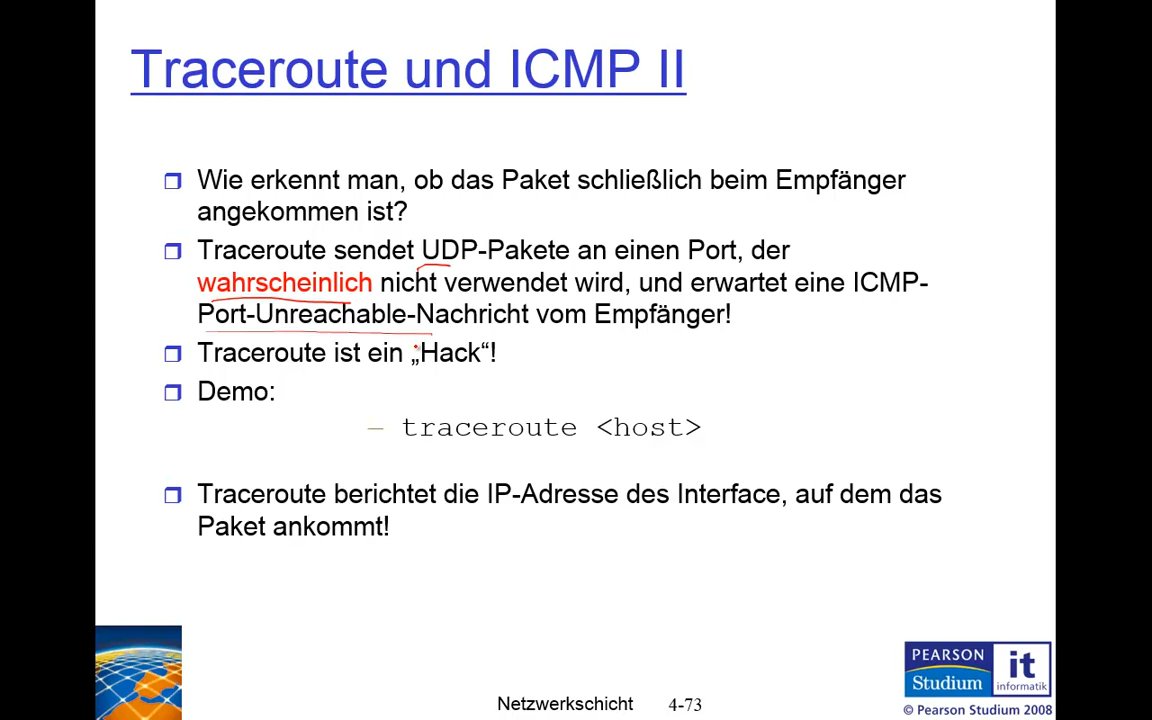 Traceroute und ICMP II
Wie erkennt man, ob das Paket schließlich beim Empfänger
angekommen ist?
Traceroute sendet UDP-Pakete an einen Port, der
wahrscheinlich nicht verwendet wird, und erwartet eine ICMP-
Port-Unreachable-Nachricht vom Empfänger!
Traceroute ist ein „Hack“!
Demo:
– traceroute <host>
Traceroute berichtet die IP-Adresse des Interface, auf dem das
Paket ankommt!
PEARSON
Studium
it
informatik
Netzwerkschicht 4-73
© Pearson Studium 2008